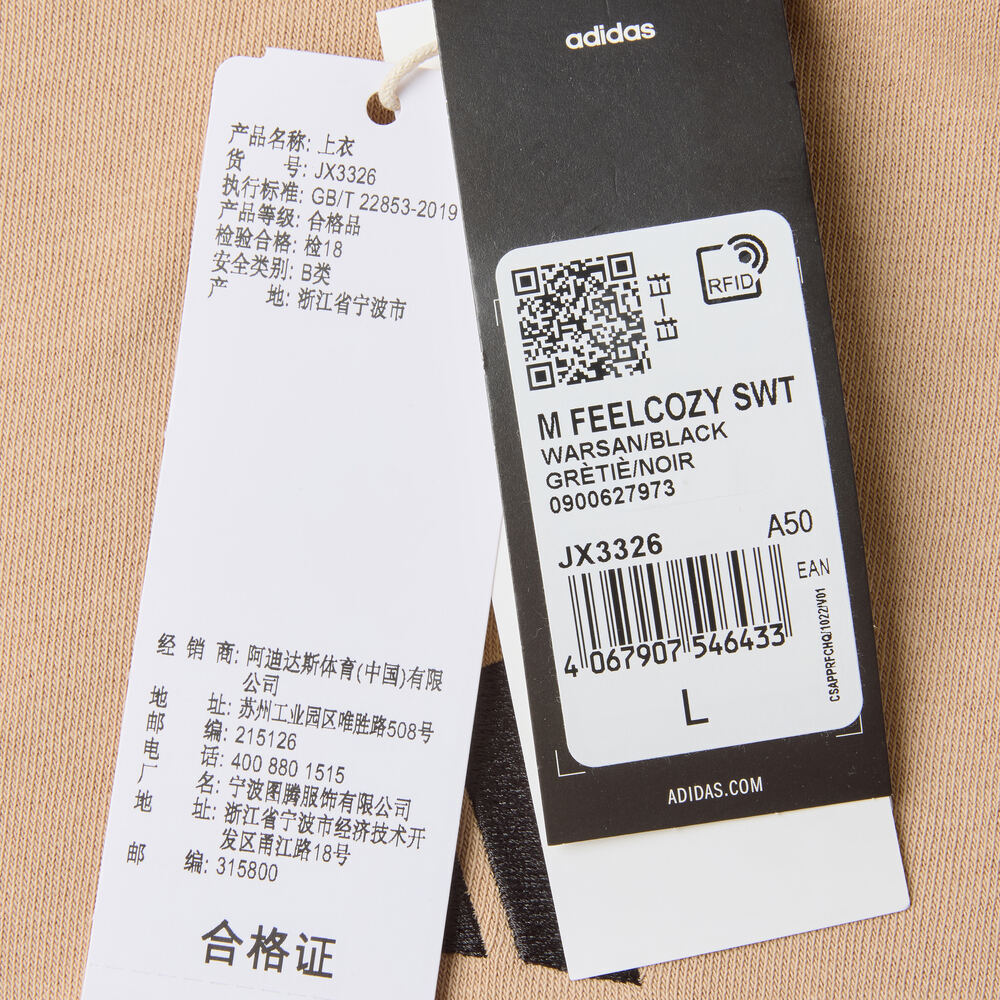 产品名称: 上衣
货 号: JX3326
执行标准: GB/T 22853-2019
产品等级: 合格品
检验合格: 检18
安全类别: B类
产 地: 浙江省宁波市
经 销 商: 阿迪达斯体育(中国)有限
公司
地 址: 苏州工业园区唯胜路508号
邮 编: 215126
电 话: 400 880 1515
厂 名: 宁波图腾服饰有限公司
地 址: 浙江省宁波市经济技术开
发区甬江路18号
邮 编: 315800
合格证
adidas
扫一扫
RFID
M FEELCOZY SWT
WARSAN/BLACK
GRÈTIÈ/NOIR
0900627973
JX3326
A50
EAN
4 067907 546433
CSAPPRFCHQ/1022/V01
L
ADIDAS.COM